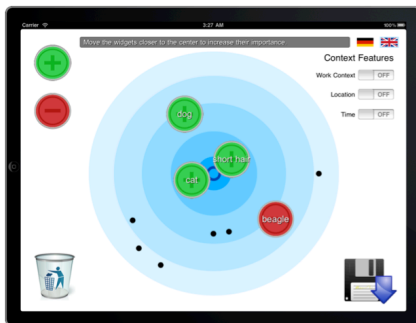 Carrier 3:27 AM 100%
Move the widgets closer to the center to increase their importance
Context Features
Work Context OFF
Location OFF
Time OFF
dog
short hair
cat
beagle